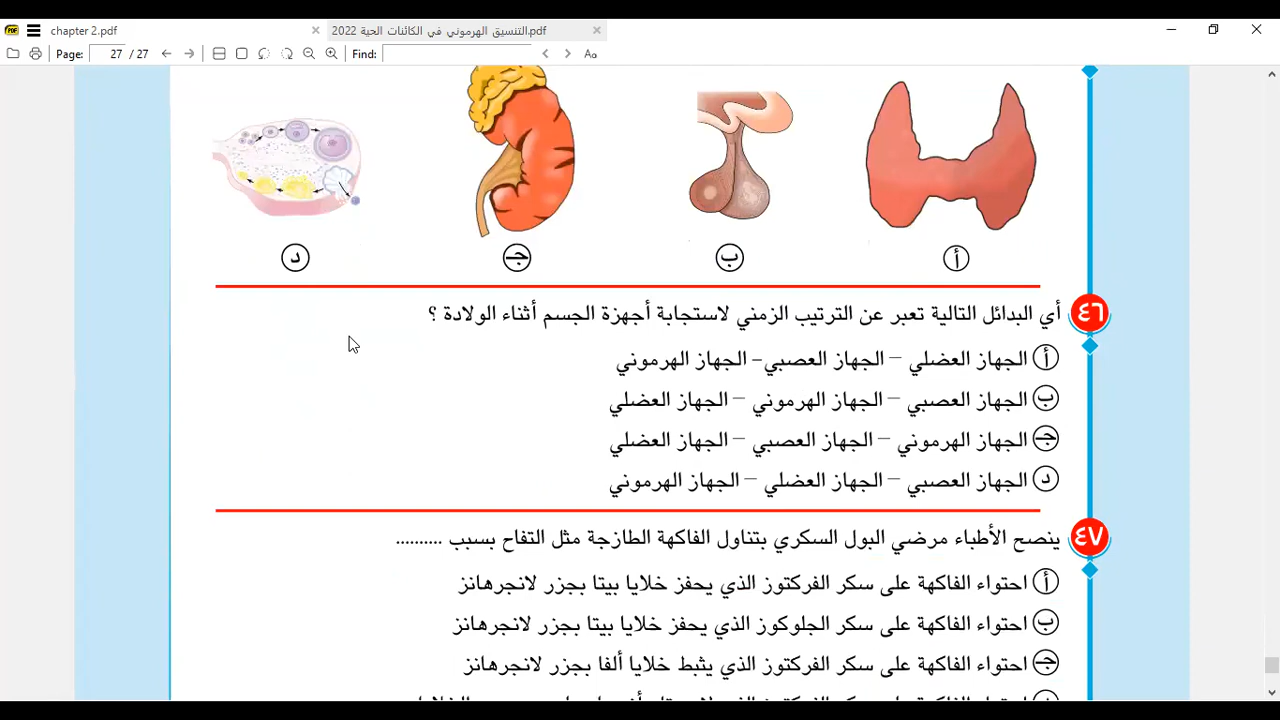 chapter 2.pdf
التنسيق الهرموني في الكائنات الحية 2022.pdf
Page: 27 / 27
Find:
Aa
أ
ب
جـ
د
٤٦ أي البدائل التالية تعبر عن الترتيب الزمني لاستجابة أجهزة الجسم أثناء الولادة ؟
أ الجهاز العضلي – الجهاز العصبي– الجهاز الهرموني
ب الجهاز العصبي – الجهاز الهرموني – الجهاز العضلي
جـ الجهاز الهرموني – الجهاز العصبي – الجهاز العضلي
د الجهاز العصبي – الجهاز العضلي – الجهاز الهرموني
٤٧ ينصح الأطباء مرضي البول السكري بتناول الفاكهة الطازجة مثل التفاح بسبب ..........
أ احتواء الفاكهة على سكر الفركتوز الذي يحفز خلايا بيتا بجزر لانجرهانز
ب احتواء الفاكهة على سكر الجلوكوز الذي يحفز خلايا بيتا بجزر لانجرهانز
جـ احتواء الفاكهة على سكر الفركتوز الذي يثبط خلايا ألفا بجزر لانجرهانز